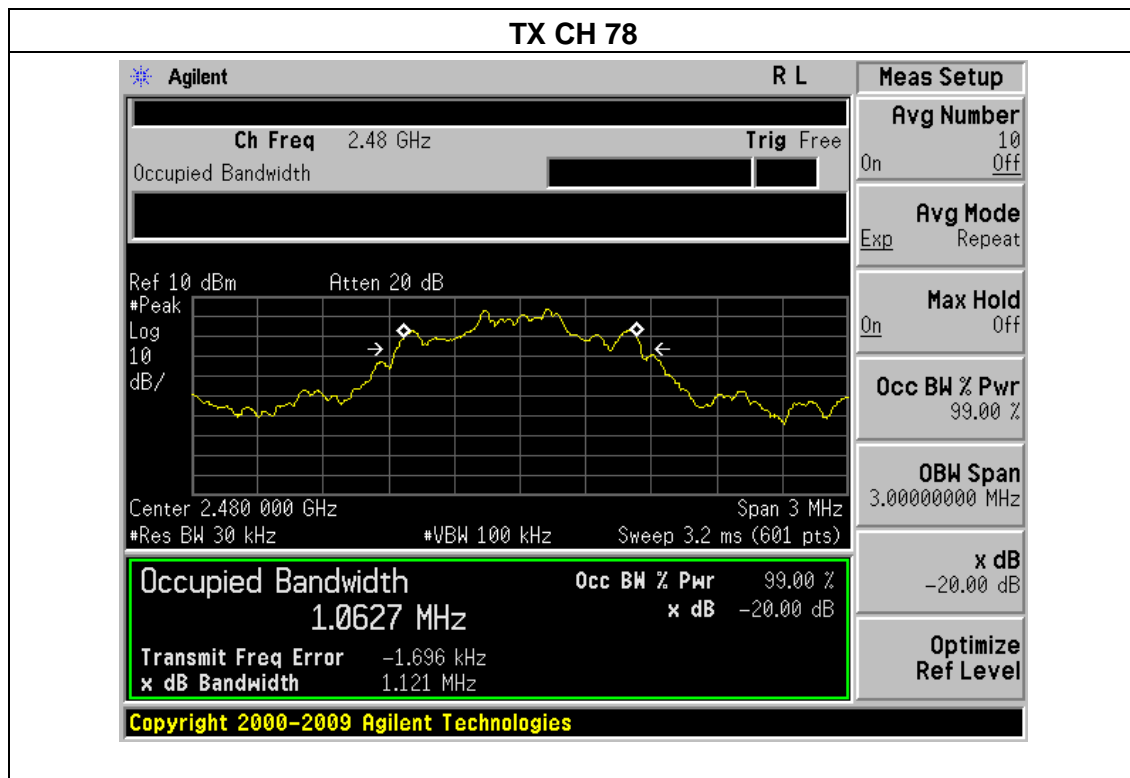 TX CH 78
Agilent R L Meas Setup
Ch Freq 2.48 GHz Trig Free
Occupied Bandwidth
Avg Number
10
On Off
Avg Mode
Exp Repeat
Max Hold
On Off
Occ BW % Pwr
99.00 %
OBW Span
3.00000000 MHz
x dB
-20.00 dB
Optimize
Ref Level
Ref 10 dBm Atten 20 dB
#Peak
Log
10
dB/
Center 2.480 000 GHz Span 3 MHz
#Res BW 30 kHz #VBW 100 kHz Sweep 3.2 ms (601 pts)
Occupied Bandwidth Occ BW % Pwr 99.00 %
1.0627 MHz x dB -20.00 dB
Transmit Freq Error -1.696 kHz
x dB Bandwidth 1.121 MHz
Copyright 2000-2009 Agilent Technologies